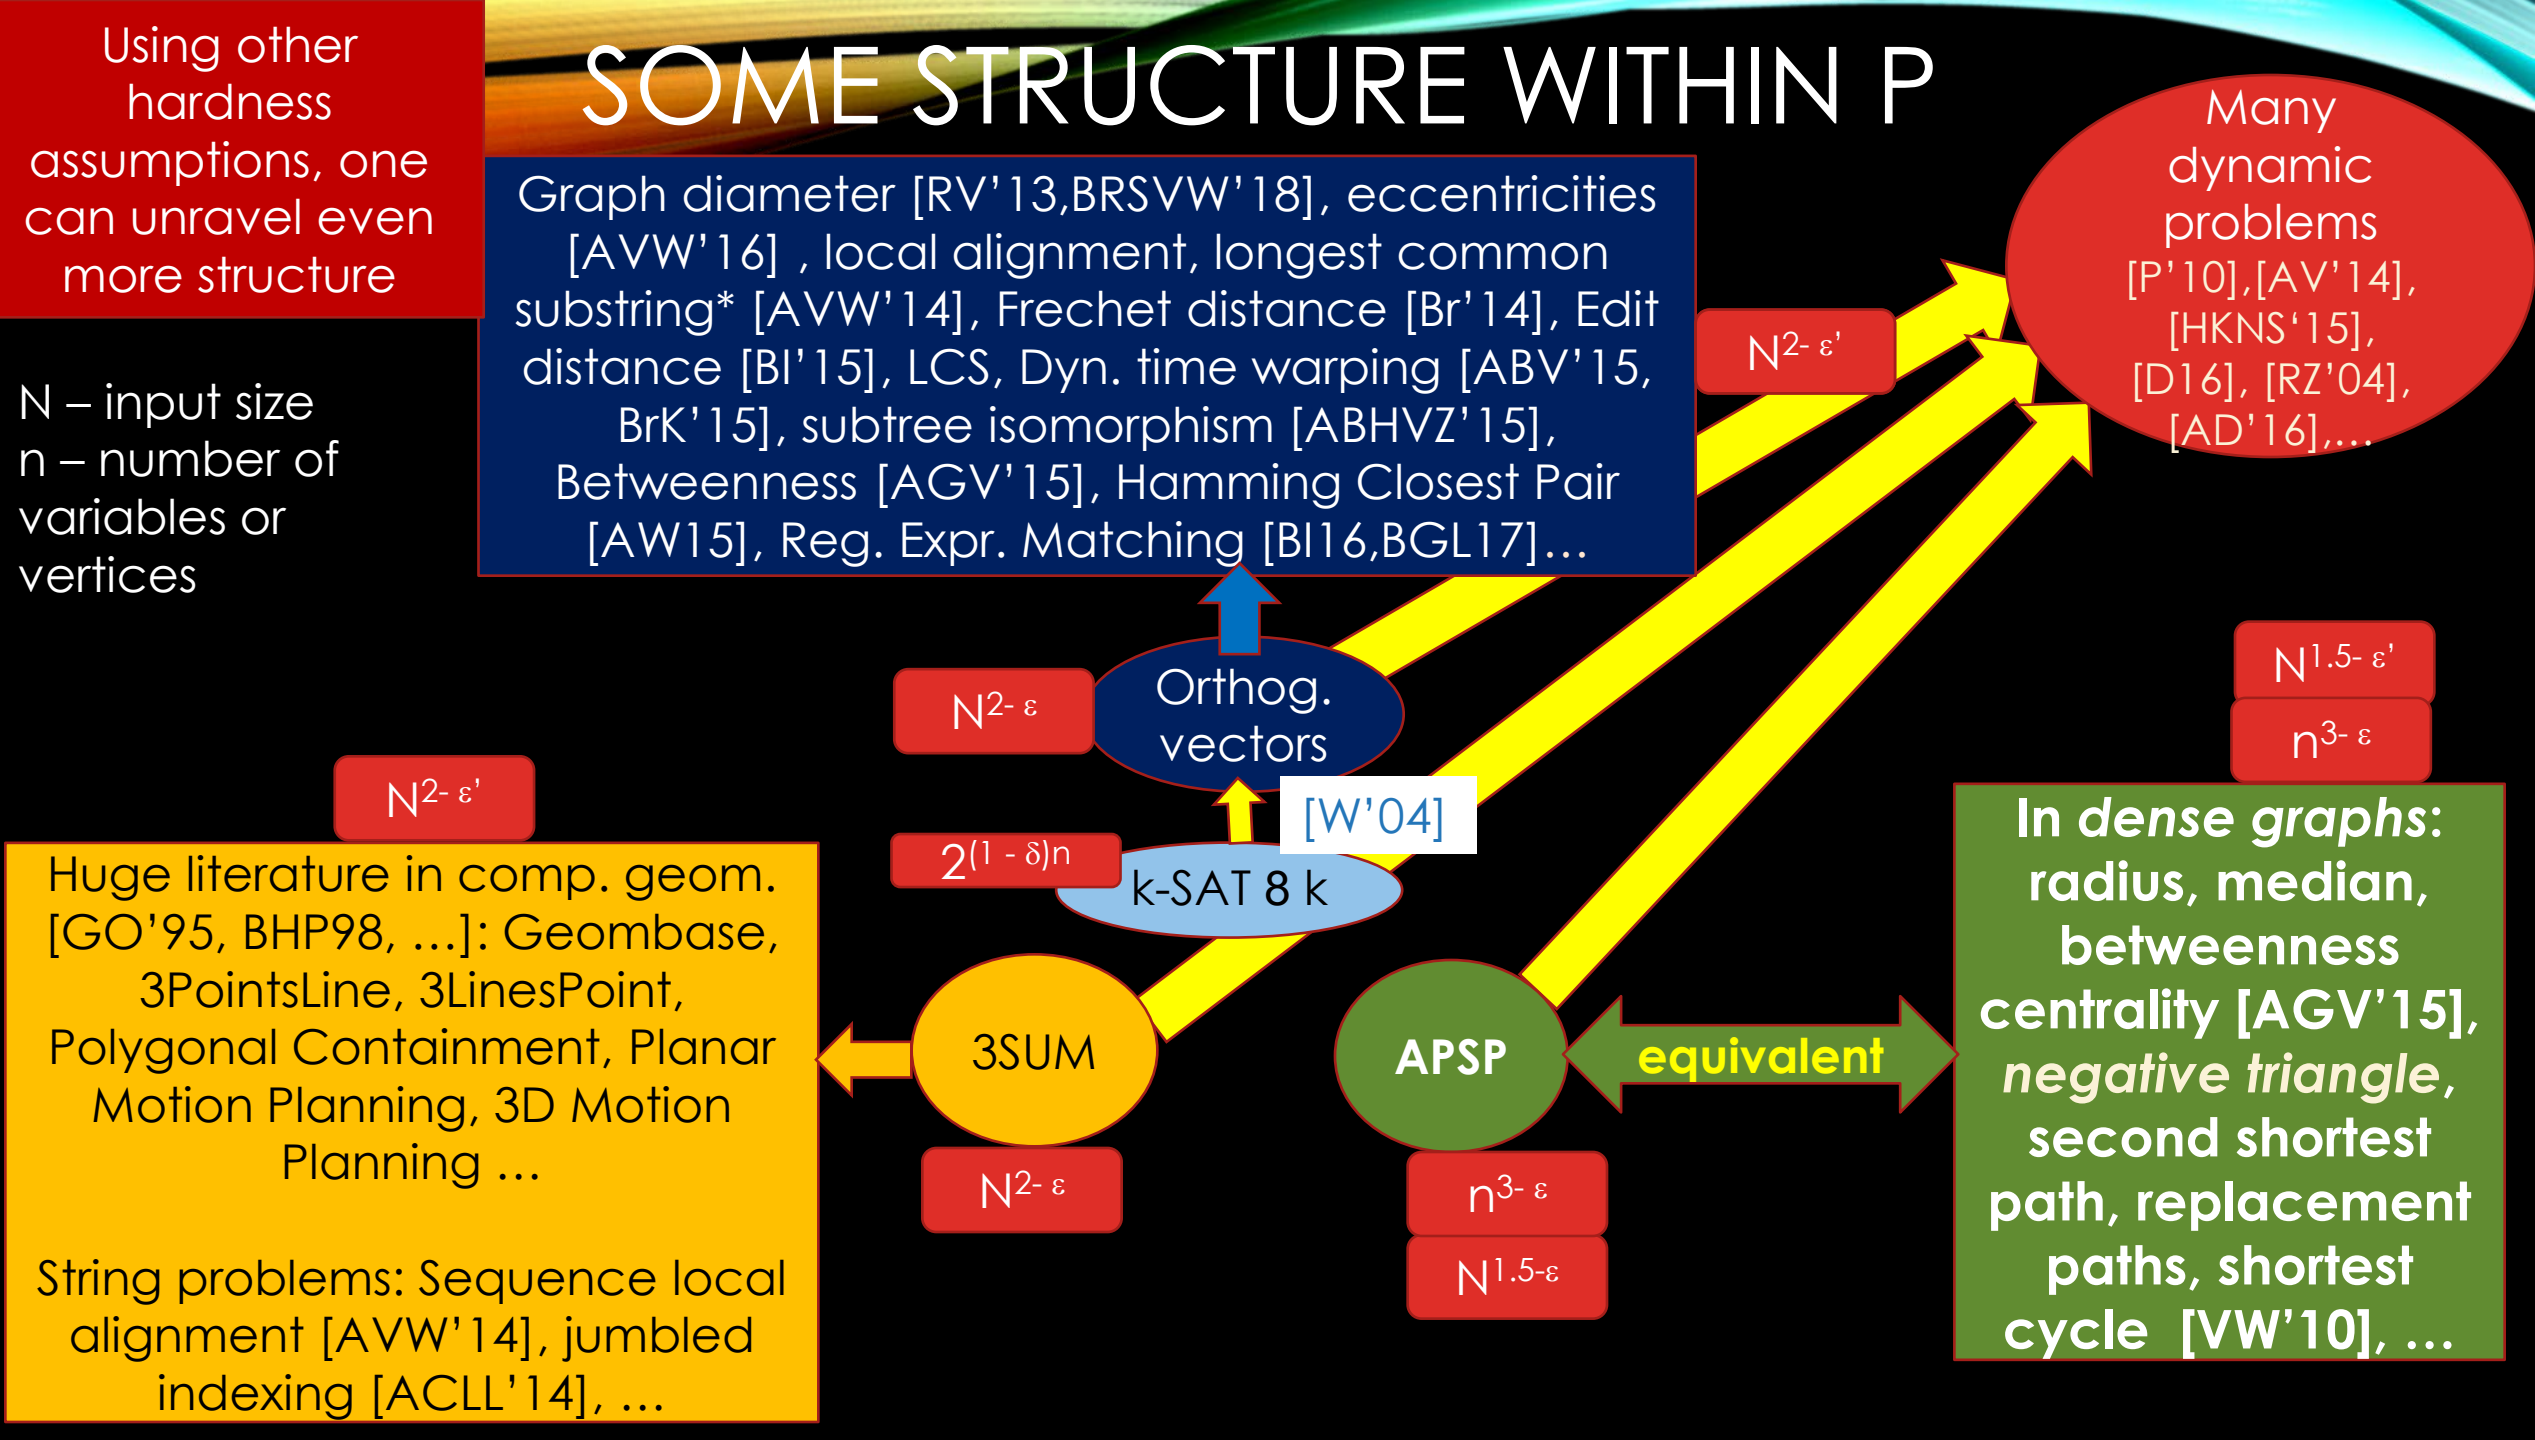 Using other
hardness
assumptions, one
can unravel even
more structure
SOME STRUCTURE WITHIN P
Many
dynamic
problems
[P'10],[AV'14],
[HKNS‘15],
[D16], [RZ'04],
[AD'16],…
Graph diameter [RV'13,BRSVW'18], eccentricities
[AVW'16] , local alignment, longest common
substring* [AVW'14], Frechet distance [Br'14], Edit
distance [BI'15], LCS, Dyn. time warping [ABV'15,
BrK'15], subtree isomorphism [ABHVZ'15],
Betweenness [AGV'15], Hamming Closest Pair
[AW15], Reg. Expr. Matching [BI16,BGL17]…
N2- ε'
N – input size
n – number of
variables or
vertices
N2- ε
Orthog.
vectors
[W'04]
2(1 - δ)n
k-SAT 8 k
N2- ε'
Huge literature in comp. geom.
[GO'95, BHP98, …]: Geombase,
3PointsLine, 3LinesPoint,
Polygonal Containment, Planar
Motion Planning, 3D Motion
Planning …
String problems: Sequence local
alignment [AVW'14], jumbled
indexing [ACLL'14], …
3SUM
N2- ε
APSP
n3- ε
N1.5-ε
equivalent
N1.5- ε'
n3- ε
In dense graphs:
radius, median,
betweenness
centrality [AGV'15],
negative triangle,
second shortest
path, replacement
paths, shortest
cycle [VW'10], …